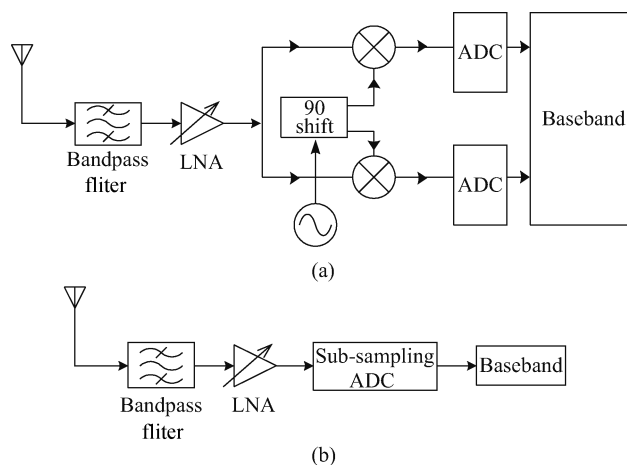 ADC
90
shift
Baseband
Bandpass
fliter
LNA
ADC
(a)
Sub-sampling
ADC
Baseband
Bandpass
fliter
LNA
(b)